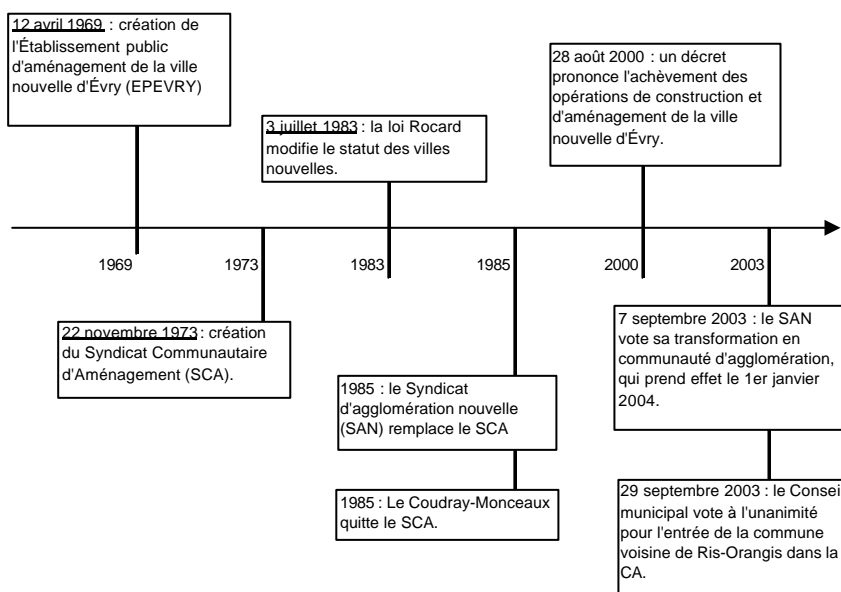 12 avril 1969 : création de
l'Établissement public
d'aménagement de la ville
nouvelle d'Évry (EPEVRY)
3 juillet 1983 : la loi Rocard
modifie le statut des villes
nouvelles.
28 août 2000 : un décret
prononce l'achèvement des
opérations de construction et
d'aménagement de la ville
nouvelle d'Évry.
1969
1973
1983
1985
2000
2003
22 novembre 1973 : création
du Syndicat Communautaire
d'Aménagement (SCA).
1985 : le Syndicat
d'agglomération nouvelle
(SAN) remplace le SCA
1985 : Le Coudray-Monceaux
quitte le SCA.
7 septembre 2003 : le SAN
vote sa transformation en
communauté d'agglomération,
qui prend effet le 1er janvier
2004.
29 septembre 2003 : le Consei
municipal vote à l'unanimité
pour l'entrée de la commune
voisine de Ris-Orangis dans la
CA.